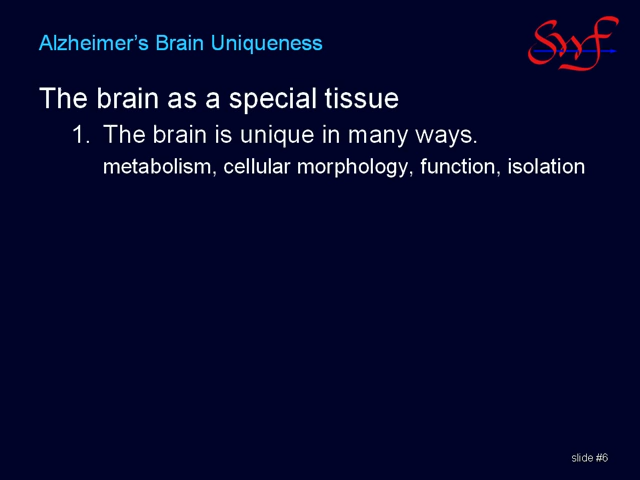 Alzheimer's Brain Uniqueness
Swf
The brain as a special tissue
1. The brain is unique in many ways.
metabolism, cellular morphology, function, isolation
slide #6